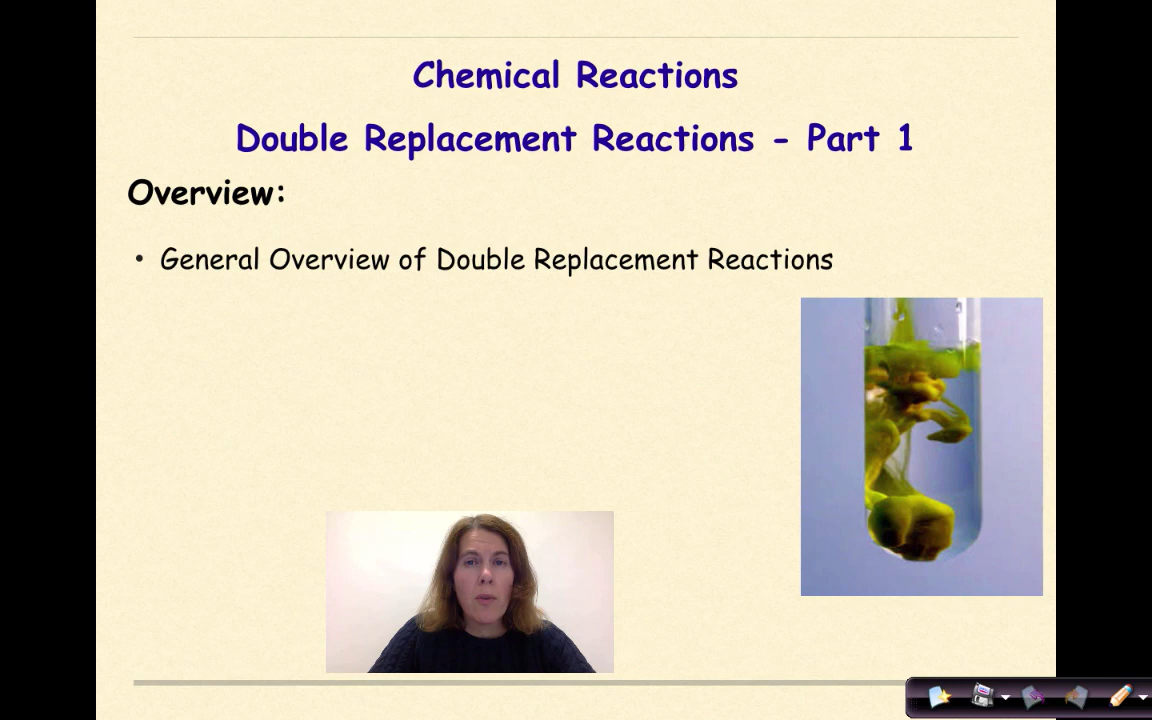 Chemical Reactions
Double Replacement Reactions - Part 1
Overview:
• General Overview of Double Replacement Reactions